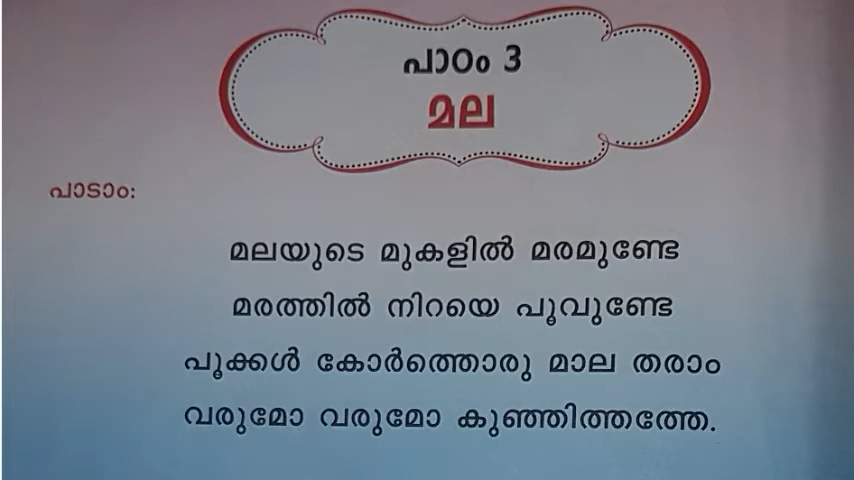 പാഠം 3
മല
പാടാം:
മലയുടെ മുകളിൽ മരമുണ്ടേ
മരത്തിൽ നിറയെ പൂവുണ്ടേ
പൂക്കൾ കോർത്തൊരു മാല തരാം
വരുമോ വരുമോ കുഞ്ഞിത്തത്തേ.